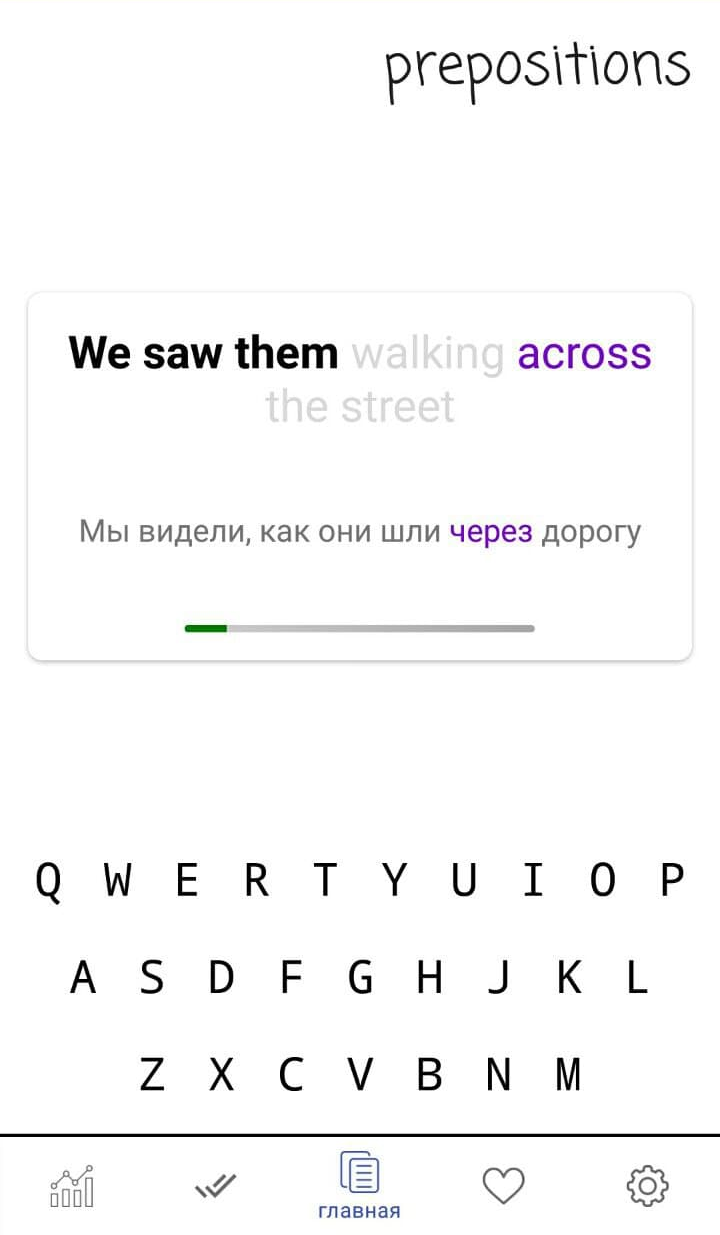 prepositions
We saw them walking across
the street
Мы видели, как они шли через дорогу
Q W E R T Y U I O P
A S D F G H J K L
Z X C V B N M
главная